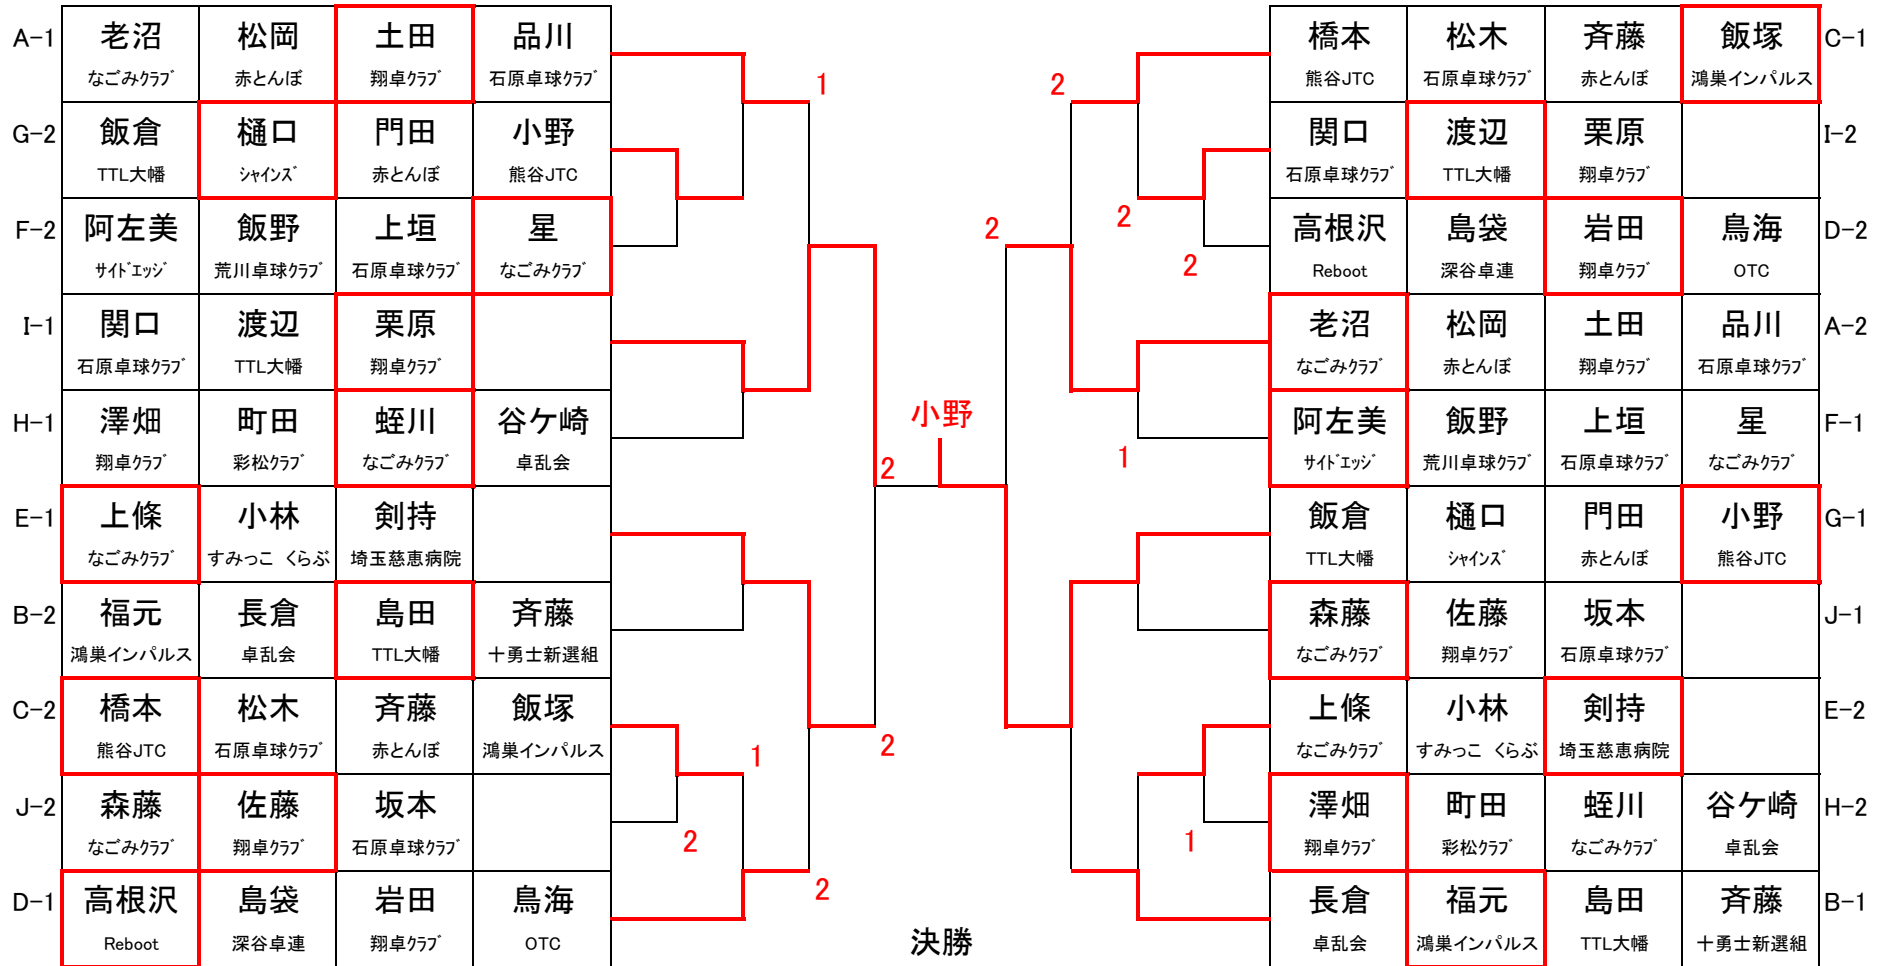 A-1 老沼 松岡 土田 品川
なごみｸﾗﾌﾞ 赤とんぼ 翔卓ｸﾗﾌﾞ 石原卓球ｸﾗﾌﾞ
1
G-2 飯倉 樋口 門田 小野
TTL大幡 ｼｬｲﾝｽﾞ 赤とんぼ 熊谷JTC
F-2 阿左美 飯野 上垣 星
ｻｲﾄﾞｴｯｼﾞ 荒川卓球ｸﾗﾌﾞ 石原卓球ｸﾗﾌﾞ なごみｸﾗﾌﾞ
I-1 関口 渡辺 栗原
石原卓球ｸﾗﾌﾞ TTL大幡 翔卓ｸﾗﾌﾞ
H-1 澤畑 町田 蛭川 谷ケ崎
翔卓ｸﾗﾌﾞ 彩松ｸﾗﾌﾞ なごみｸﾗﾌﾞ 卓乱会
2
E-1 上條 小林 剣持
なごみｸﾗﾌﾞ すみっこ くらぶ 埼玉慈恵病院
B-2 福元 長倉 島田 斉藤
鴻巣インパルス 卓乱会 TTL大幡 十勇士新選組
C-2 橋本 松木 斉藤 飯塚
熊谷JTC 石原卓球ｸﾗﾌﾞ 赤とんぼ 鴻巣インパルス
1
2
J-2 森藤 佐藤 坂本
なごみｸﾗﾌﾞ 翔卓ｸﾗﾌﾞ 石原卓球ｸﾗﾌﾞ
2
D-1 高根沢 島袋 岩田 鳥海
Reboot 深谷卓連 翔卓ｸﾗﾌﾞ OTC
2
小野
決勝
橋本 松木 斉藤 飯塚 C-1
熊谷JTC 石原卓球ｸﾗﾌﾞ 赤とんぼ 鴻巣インパルス
2
関口 渡辺 栗原 I-2
石原卓球ｸﾗﾌﾞ TTL大幡 翔卓ｸﾗﾌﾞ
2
2
高根沢 島袋 岩田 鳥海 D-2
Reboot 深谷卓連 翔卓ｸﾗﾌﾞ OTC
2
老沼 松岡 土田 品川 A-2
なごみｸﾗﾌﾞ 赤とんぼ 翔卓ｸﾗﾌﾞ 石原卓球ｸﾗﾌﾞ
阿左美 飯野 上垣 星 F-1
ｻｲﾄﾞｴｯｼﾞ 荒川卓球ｸﾗﾌﾞ 石原卓球ｸﾗﾌﾞ なごみｸﾗﾌﾞ
1
飯倉 樋口 門田 小野 G-1
TTL大幡 ｼｬｲﾝｽﾞ 赤とんぼ 熊谷JTC
森藤 佐藤 坂本 J-1
なごみｸﾗﾌﾞ 翔卓ｸﾗﾌﾞ 石原卓球ｸﾗﾌﾞ
上條 小林 剣持 E-2
なごみｸﾗﾌﾞ すみっこ くらぶ 埼玉慈恵病院
澤畑 町田 蛭川 谷ケ崎 H-2
翔卓ｸﾗﾌﾞ 彩松ｸﾗﾌﾞ なごみｸﾗﾌﾞ 卓乱会
1
長倉 福元 島田 斉藤 B-1
卓乱会 鴻巣インパルス TTL大幡 十勇士新選組